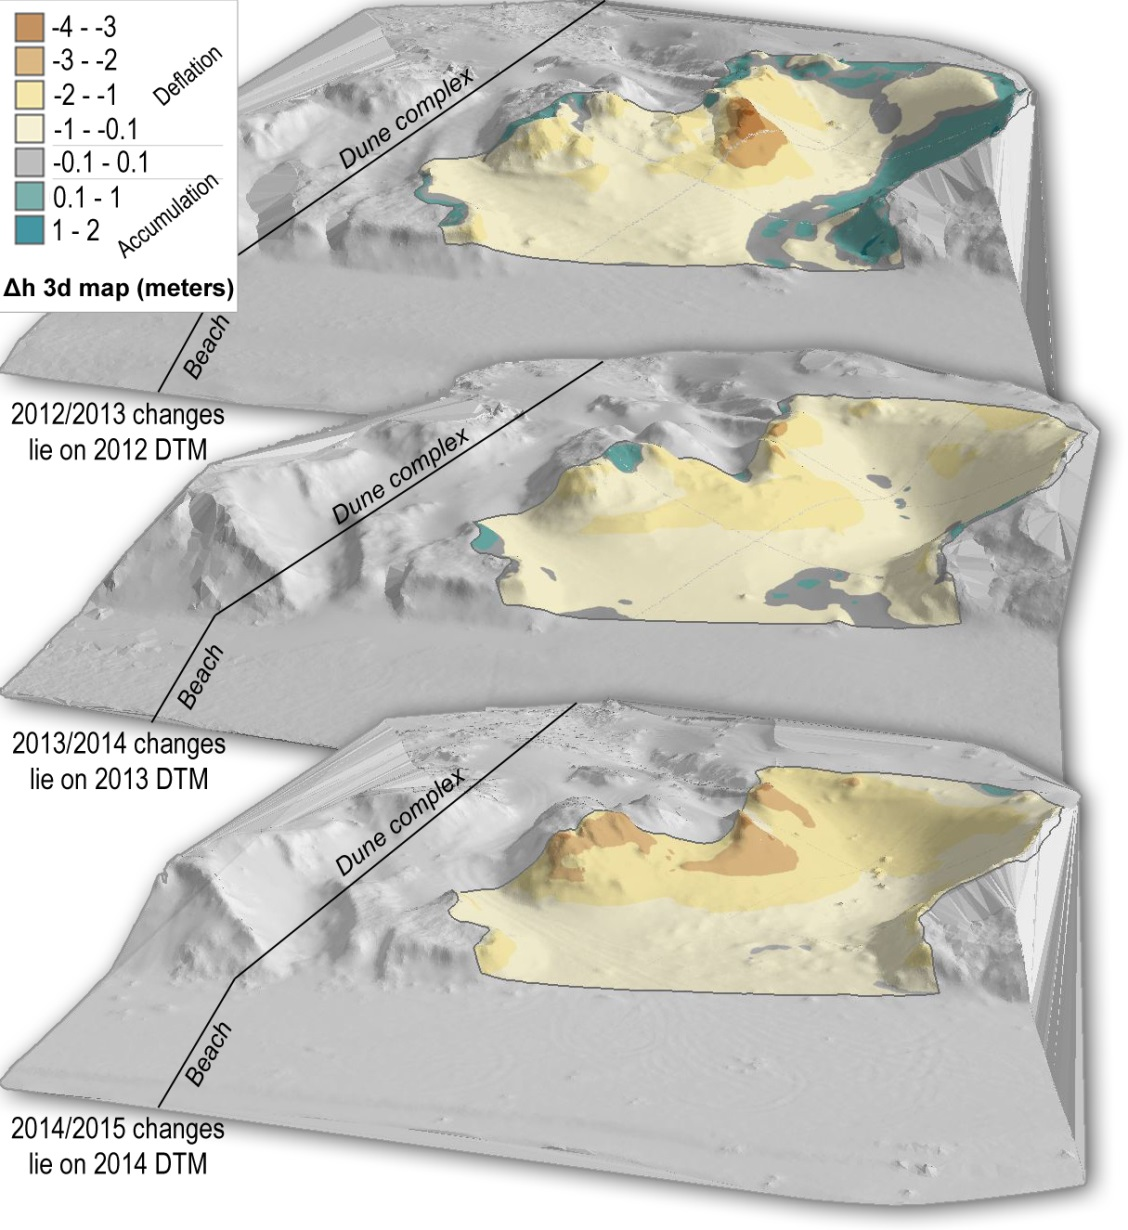 -4 - -3
-3 - -2
-2 - -1
-1 - -0.1
-0.1 - 0.1
0.1 - 1
1 - 2
Deflation
Accumulation
Δh 3d map (meters)
Dune complex
Beach
2012/2013 changes
lie on 2012 DTM
Dune complex
Beach
2013/2014 changes
lie on 2013 DTM
Dune complex
Beach
2014/2015 changes
lie on 2014 DTM